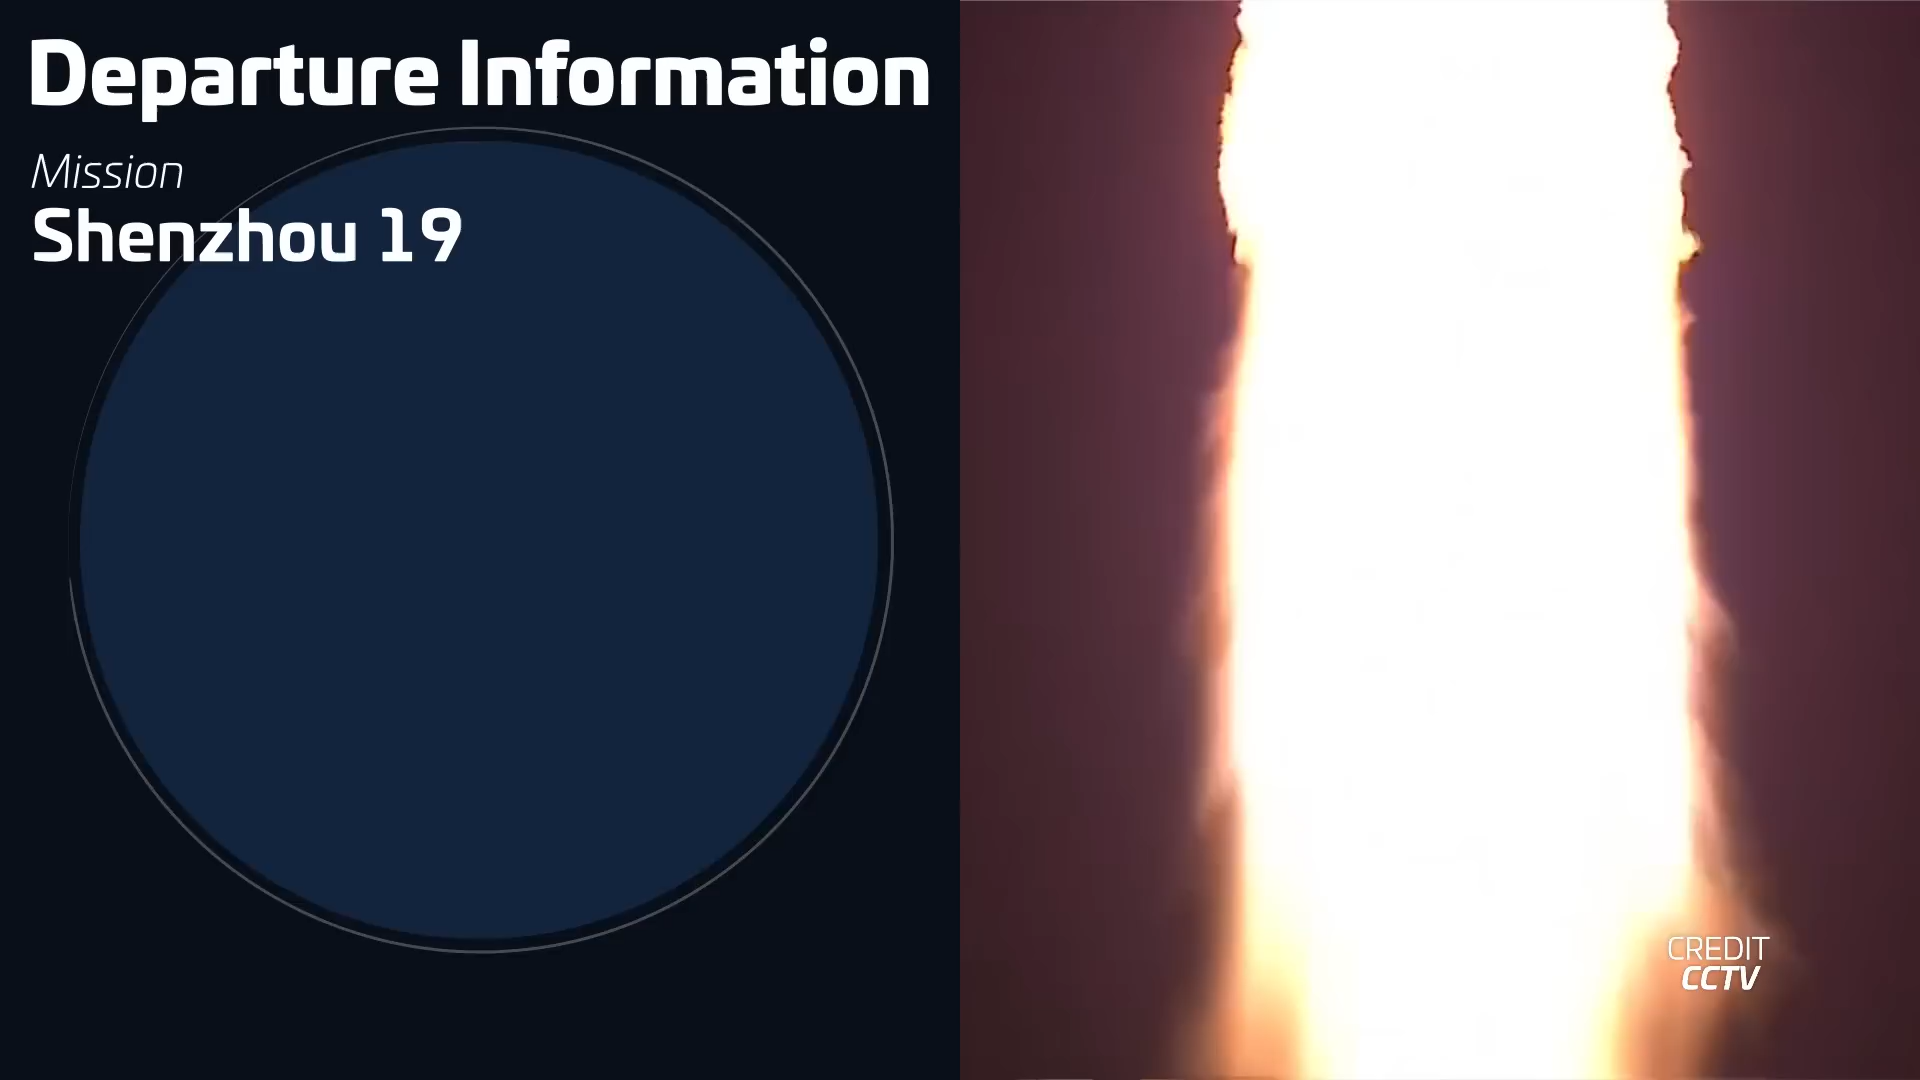 Departure Information
Mission
Shenzhou 19
CREDIT
CCTV